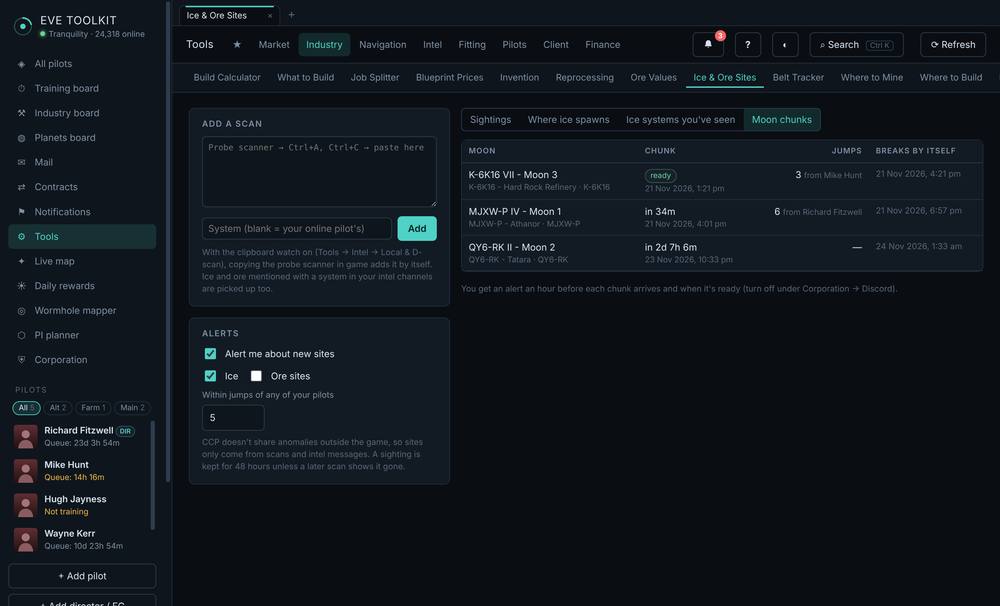 EVE TOOLKIT
Tranquility · 24,318 online
All pilots
Training board
Industry board
Planets board
Mail
Contracts
Notifications
Tools
Live map
Daily rewards
Wormhole mapper
PI planner
Corporation
PILOTS
All 5 Alt 2 Farm 1 Main 2
Richard Fitzwell DIR
Queue: 23d 3h 54m
Mike Hunt
Queue: 14h 16m
Hugh Jayness
Not training
Wayne Kerr
Queue: 10d 23h 54m
+ Add pilot
+ Add director / FC
Ice & Ore Sites × +
Tools ★ Market Industry Navigation Intel Fitting Pilots Client Finance 3 ? Search Ctrl K ⟳ Refresh
Build Calculator What to Build Job Splitter Blueprint Prices Invention Reprocessing Ore Values Ice & Ore Sites Belt Tracker Where to Mine Where to Build
ADD A SCAN
Probe scanner → Ctrl+A, Ctrl+C → paste here
System (blank = your online pilot's) Add
With the clipboard watch on (Tools → Intel → Local & D-
scan), copying the probe scanner in game adds it by itself.
Ice and ore mentioned with a system in your intel channels
are picked up too.
ALERTS
Alert me about new sites
Ice Ore sites
Within jumps of any of your pilots
5
CCP doesn't share anomalies outside the game, so sites
only come from scans and intel messages. A sighting is
kept for 48 hours unless a later scan shows it gone.
Sightings Where ice spawns Ice systems you've seen Moon chunks
MOON CHUNK JUMPS BREAKS BY ITSELF
K-6K16 VII - Moon 3 ready 3 from Mike Hunt 21 Nov 2026, 4:21 pm
K-6K16 - Hard Rock Refinery · K-6K16 21 Nov 2026, 1:21 pm
MJXW-P IV - Moon 1 in 34m 6 from Richard Fitzwell 21 Nov 2026, 6:57 pm
MJXW-P - Athanor · MJXW-P 21 Nov 2026, 4:01 pm
QY6-RK II - Moon 2 in 2d 7h 6m — 24 Nov 2026, 1:33 am
QY6-RK - Tatara · QY6-RK 23 Nov 2026, 10:33 pm
You get an alert an hour before each chunk arrives and when it's ready (turn off under Corporation → Discord).